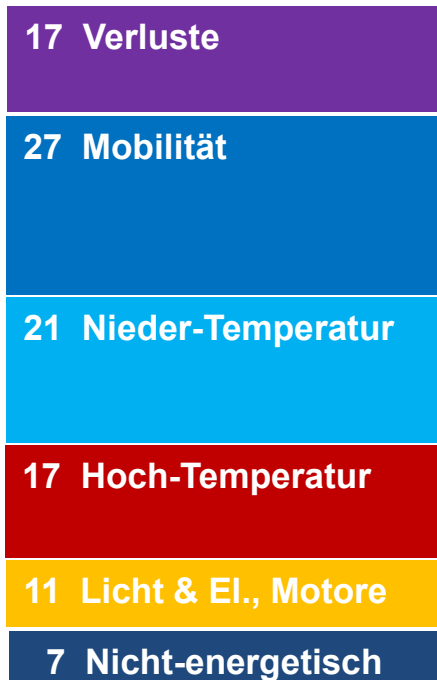 17 Verluste
27 Mobilität
21 Nieder-Temperatur
17 Hoch-Temperatur
11 Licht & El., Motore
7 Nicht-energetisch